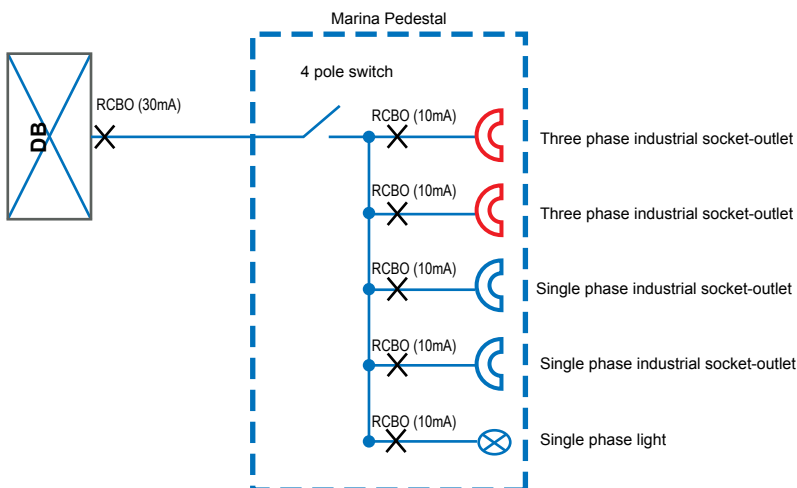 Marina Pedestal
4 pole switch
DB
RCBO (30mA)
RCBO (10mA)
Three phase industrial socket-outlet
RCBO (10mA)
Three phase industrial socket-outlet
RCBO (10mA)
Single phase industrial socket-outlet
RCBO (10mA)
Single phase industrial socket-outlet
RCBO (10mA)
Single phase light